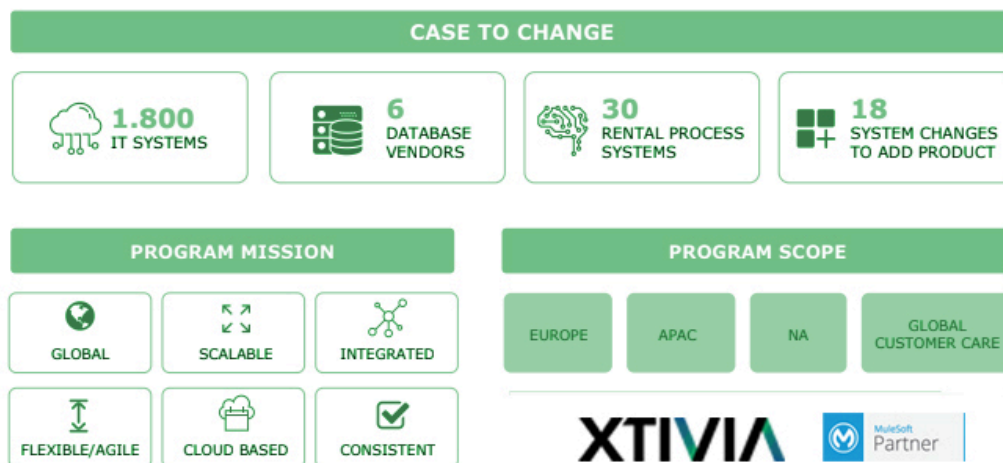 CASE TO CHANGE
1.800
IT SYSTEMS
6
DATABASE
VENDORS
30
RENTAL PROCESS
SYSTEMS
18
SYSTEM CHANGES
TO ADD PRODUCT
PROGRAM MISSION
GLOBAL
SCALABLE
INTEGRATED
FLEXIBLE/AGILE
CLOUD BASED
CONSISTENT
PROGRAM SCOPE
EUROPE
APAC
NA
GLOBAL
CUSTOMER CARE
XTIVIA
MuleSoft
Partner